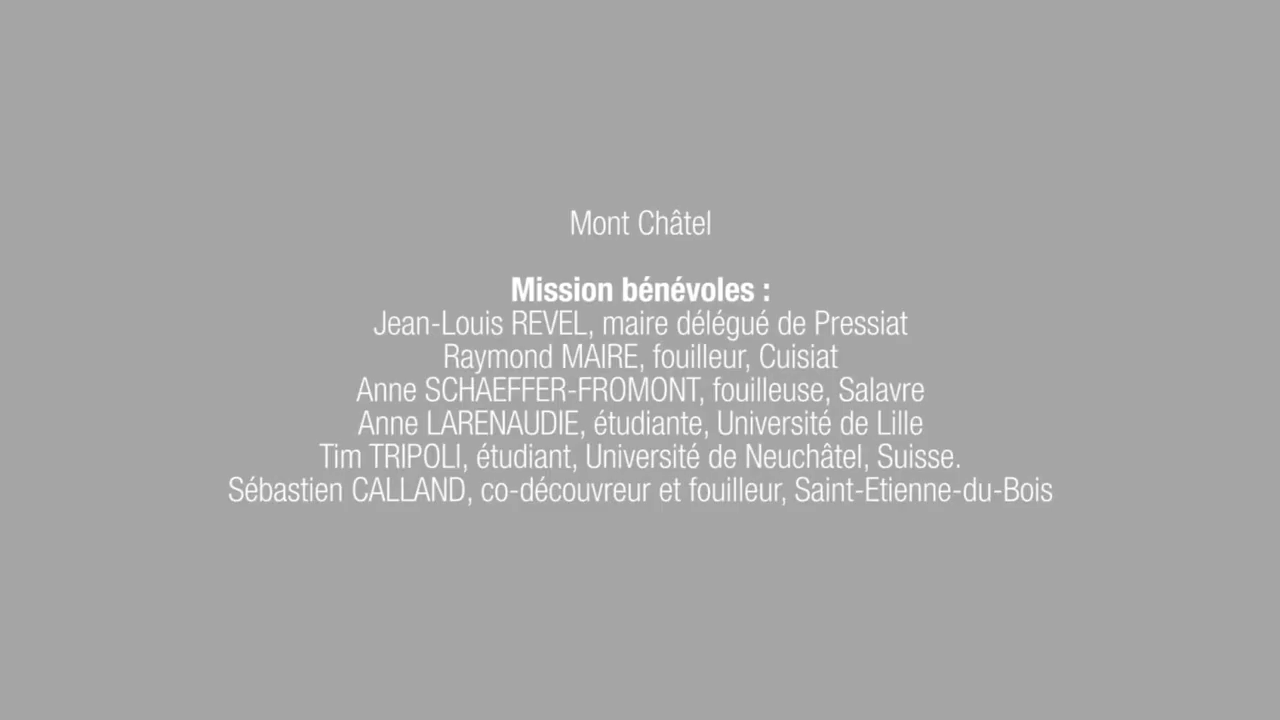 Mont Châtel
Mission bénévoles :
Jean-Louis REVEL, maire délégué de Pressiat
Raymond MAIRE, fouilleur, Cuisiat
Anne SCHAEFFER-FROMONT, fouilleuse, Salavre
Anne LARENAUDIE, étudiante, Université de Lille
Tim TRIPOLI, étudiant, Université de Neuchâtel, Suisse.
Sébastien CALLAND, co-découvreur et fouilleur, Saint-Etienne-du-Bois